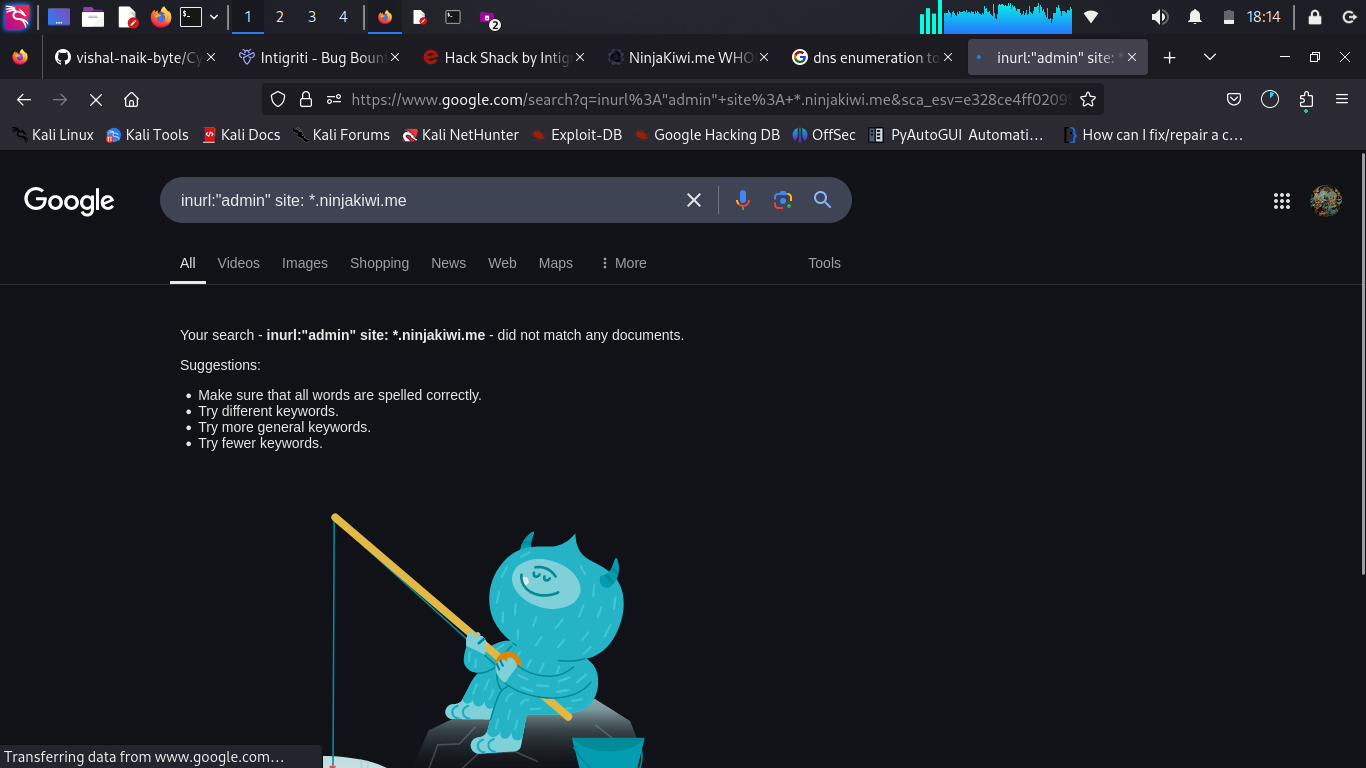 1 2 3 4 2 18:14
vishal-naik-byte/Cy Intigriti - Bug Boun Hack Shack by Intig NinjaKiwi.me WHO dns enumeration to inurl:"admin" site: *
https://www.google.com/search?q=inurl%3A"admin"+site%3A+*.ninjakiwi.me&sca_esv=e328ce4ff0209
Kali Linux Kali Tools Kali Docs Kali Forums Kali NetHunter Exploit-DB Google Hacking DB OffSec PyAutoGUI Automati… How can I fix/repair a c…
Google inurl:"admin" site: *.ninjakiwi.me
All Videos Images Shopping News Web Maps More Tools
Your search - inurl:"admin" site: *.ninjakiwi.me - did not match any documents.
Suggestions:
• Make sure that all words are spelled correctly.
• Try different keywords.
• Try more general keywords.
• Try fewer keywords.
Transferring data from www.google.com…